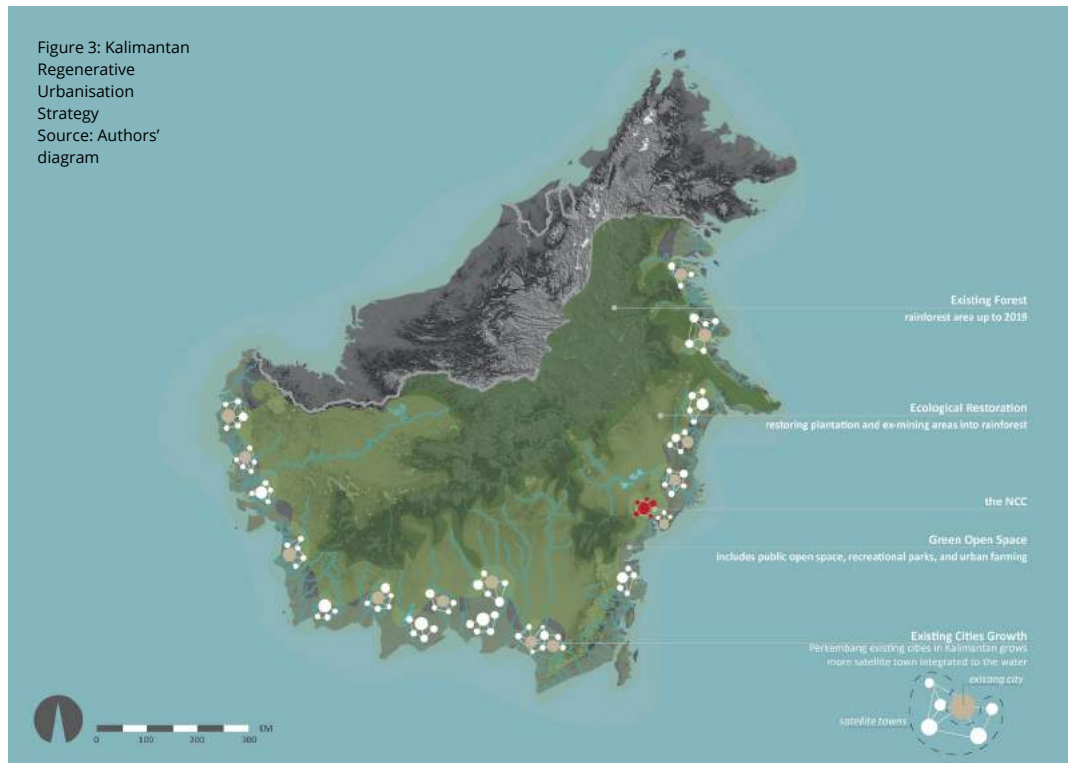 Figure 3: Kalimantan
Regenerative
Urbanisation
Strategy
Source: Authors’
diagram
Existing Forest
rainforest area up to 2019
Ecological Restoration
restoring plantation and ex-mining areas into rainforest
the NCC
Green Open Space
includes public open space, recreational parks, and urban farming
Existing Cities Growth
Perkembang existing cities in Kalimantan grows
more satellite town integrated to the water
existing city
satellite towns
0 100 200 300 KM